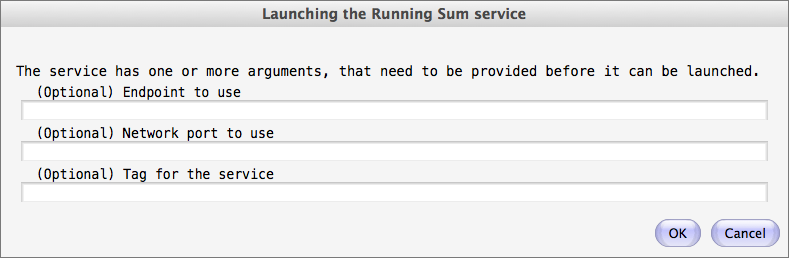 Launching the Running Sum service
The service has one or more arguments, that need to be provided before it can be launched.
(Optional) Endpoint to use
(Optional) Network port to use
(Optional) Tag for the service
OK Cancel